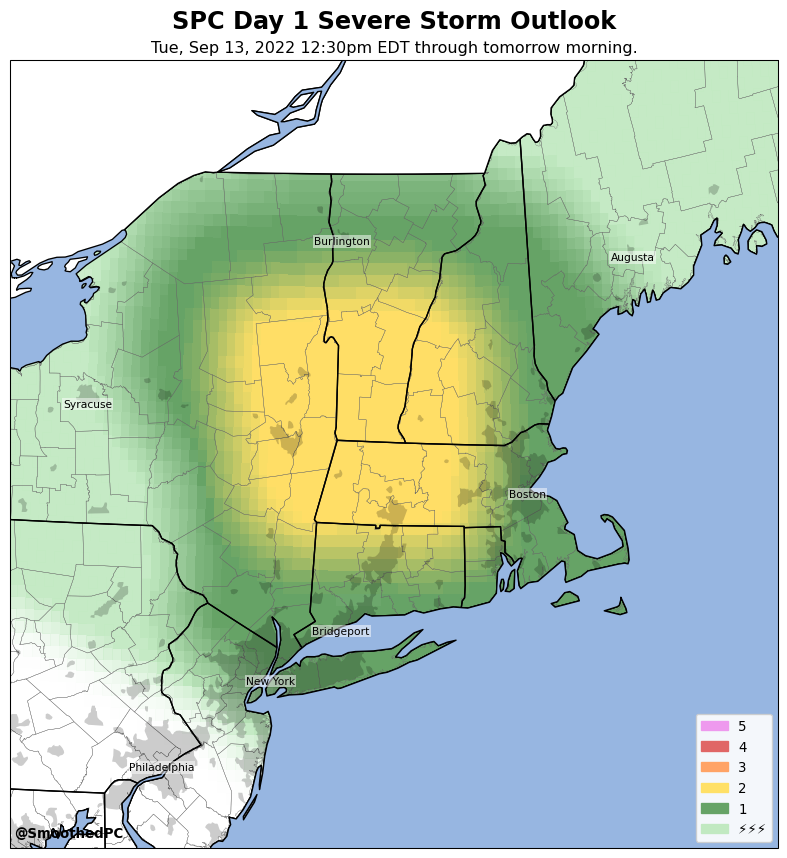 SPC Day 1 Severe Storm Outlook
Tue, Sep 13, 2022 12:30pm EDT through tomorrow morning.
Burlington
Augusta
Syracuse
Boston
Bridgeport
New York
Philadelphia
5
4
3
2
1
⚡⚡⚡
@SmoothedPC